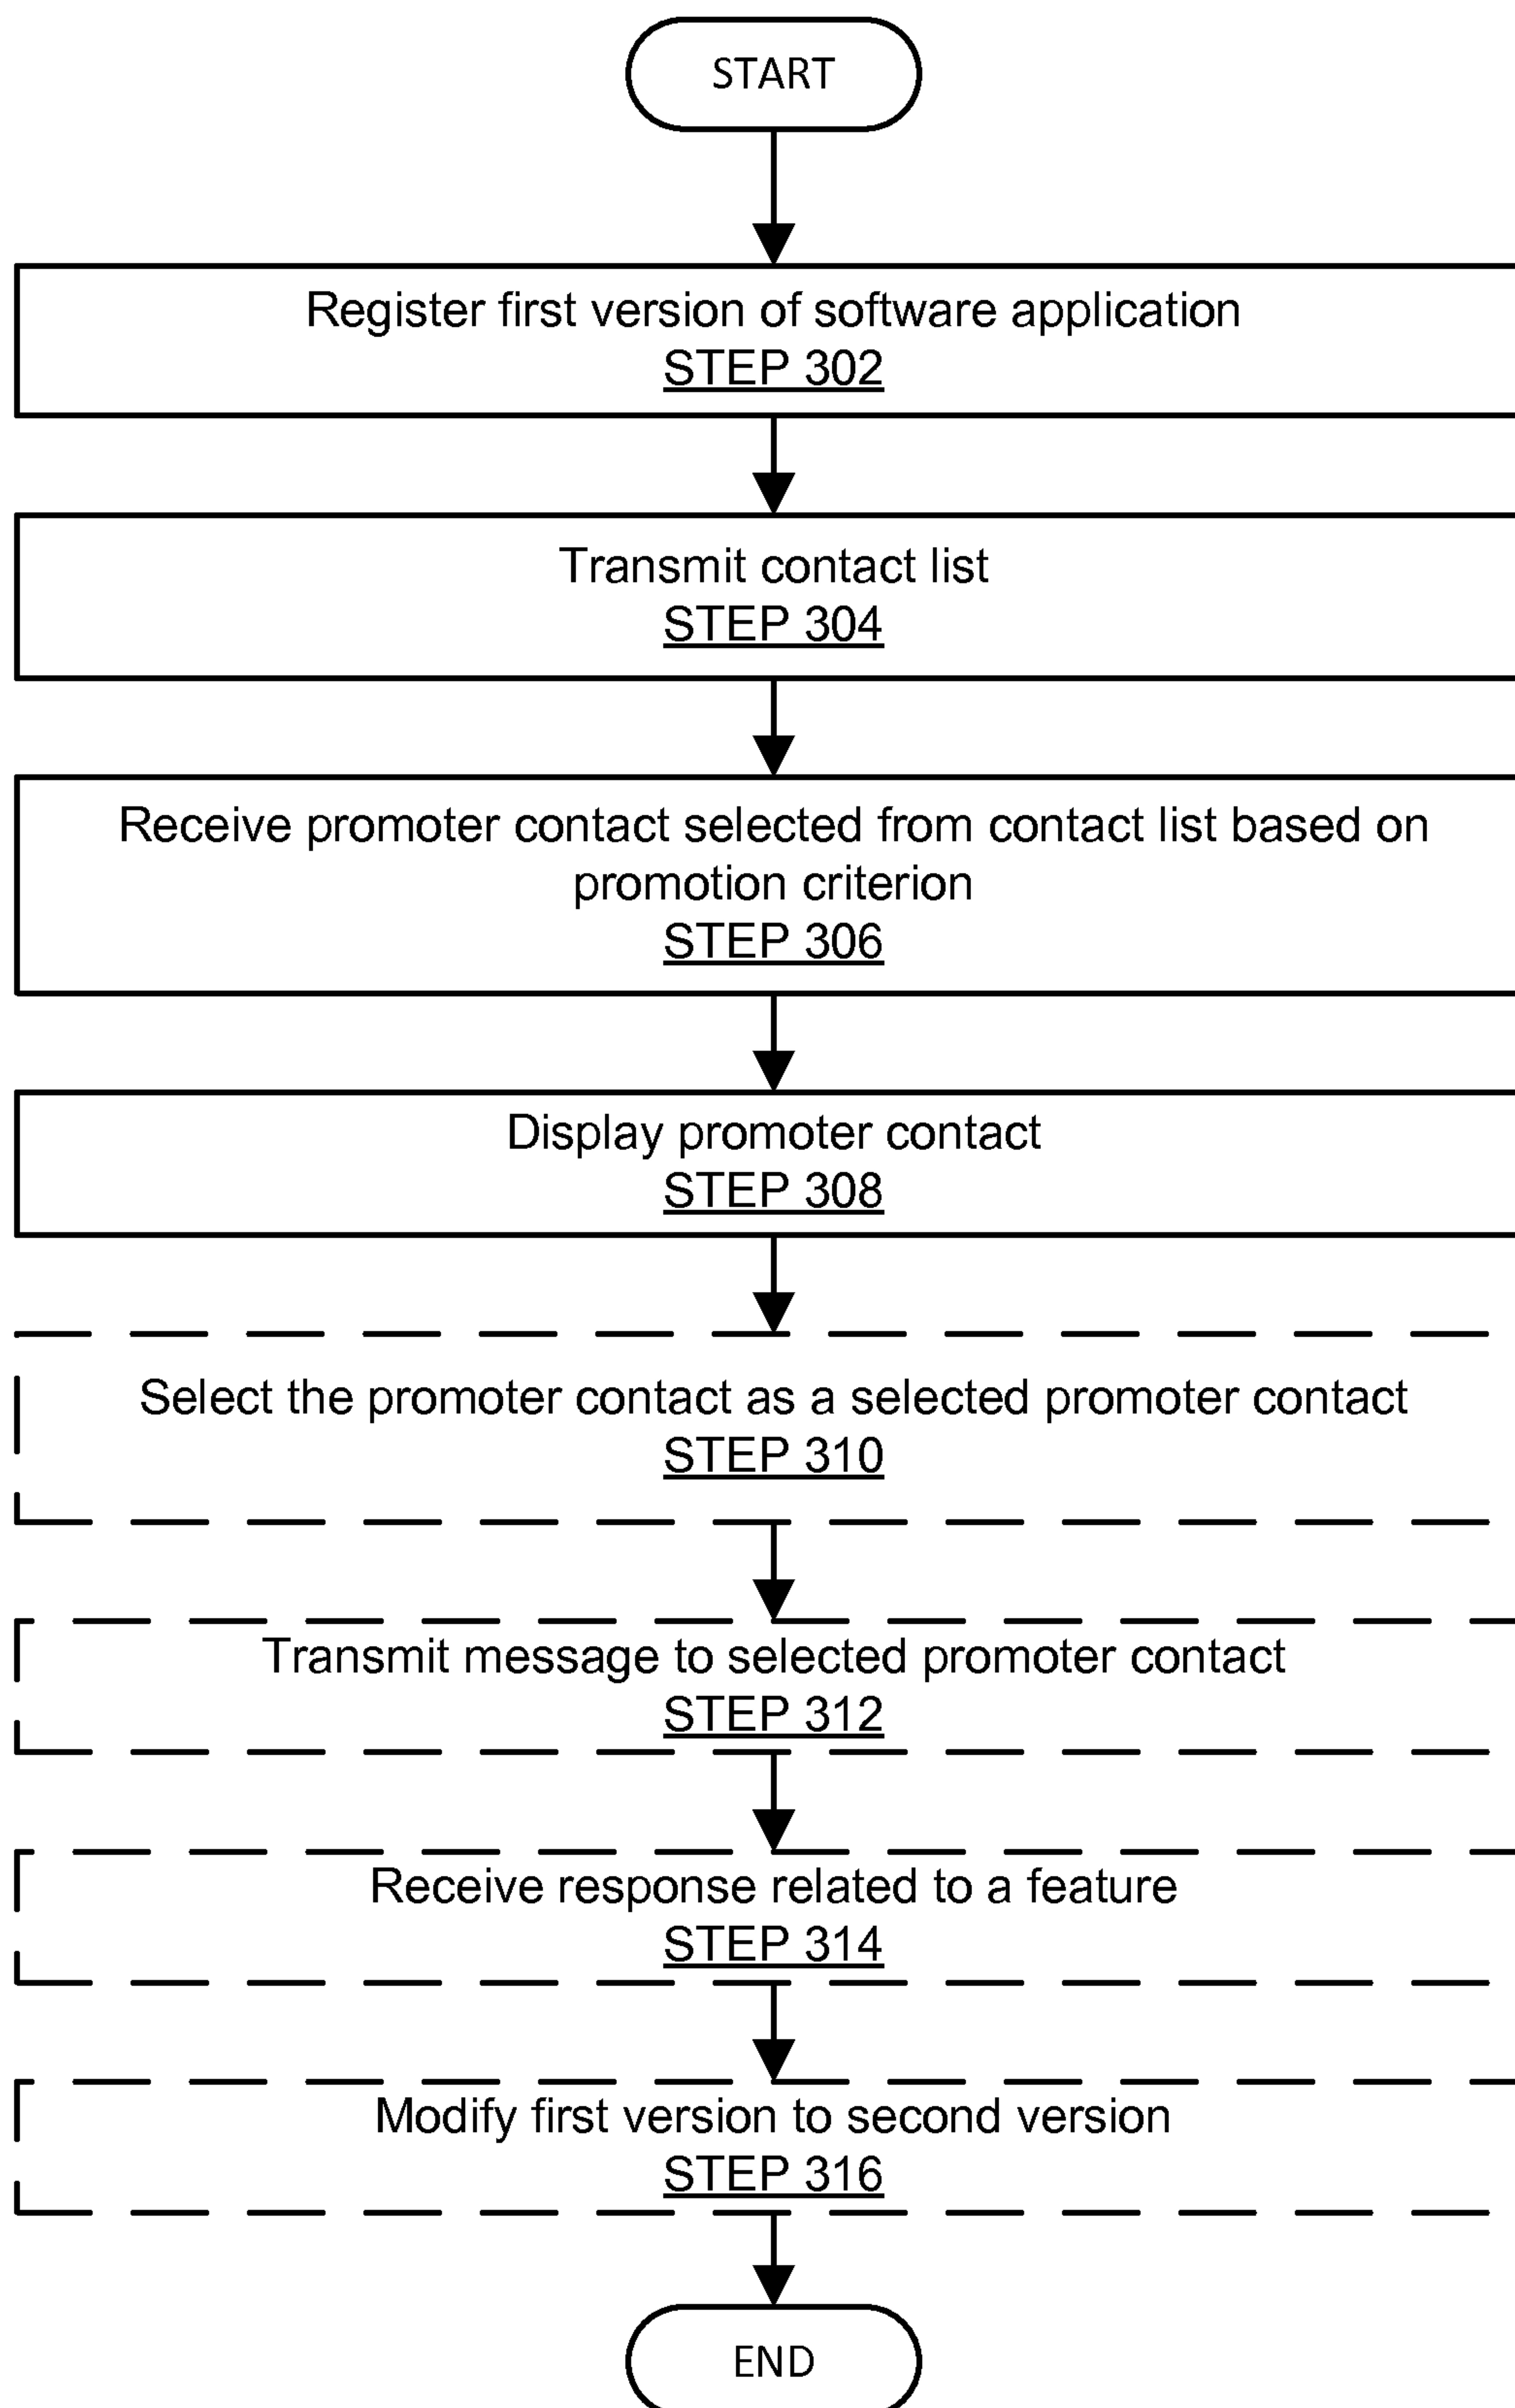 START
Register first version of software application
STEP 302
Transmit contact list
STEP 304
Receive promoter contact selected from contact list based on
promotion criterion
STEP 306
Display promoter contact
STEP 308
Select the promoter contact as a selected promoter contact
STEP 310
Transmit message to selected promoter contact
STEP 312
Receive response related to a feature
STEP 314
Modify first version to second version
STEP 316
END